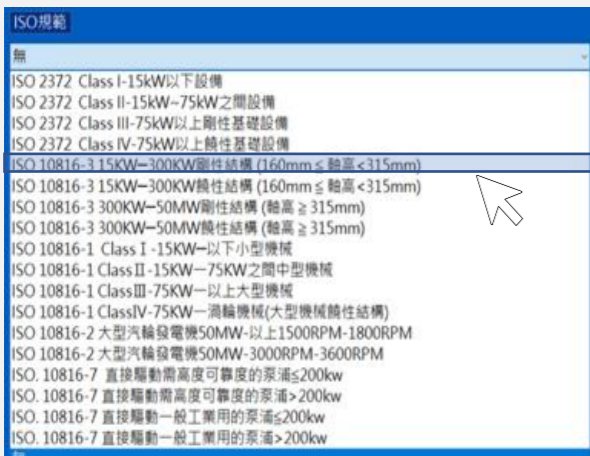 ISO規範
無
ISO 2372 Class I-15kW以下設備
ISO 2372 Class II-15kW~75kW之間設備
ISO 2372 Class III-75kW以上剛性基礎設備
ISO 2372 Class IV-75KW以上饒性基礎設備
ISO 10816-3 15KW—300KW剛性結構 (160mm ≦ 軸高<315mm)
ISO 10816-3 15KW—300KW饒性結構 (160mm ≦ 軸高<315mm)
ISO 10816-3 300KW—50MW剛性結構 (軸高 ≧ 315mm)
ISO 10816-3 300KW—50MW饒性結構 (軸高 ≧ 315mm)
ISO 10816-1 Class I -15KW—以下小型機械
ISO 10816-1 ClassⅡ-15KW—75KW之間中型機械
ISO 10816-1 ClassⅢ-75KW—以上大型機械
ISO 10816-1 ClassⅣ-75KW—渦輪機械(大型機械饒性結構)
ISO 10816-2 大型汽輪發電機50MW-以上1500RPM-1800RPM
ISO 10816-2 大型汽輪發電機50MW-3000RPM-3600RPM
ISO. 10816-7 直接驅動需高度可靠度的泵浦≦200kw
ISO. 10816-7 直接驅動需高度可靠度的泵浦>200kw
ISO. 10816-7 直接驅動一般工業用的泵浦≦200kw
ISO. 10816-7 直接驅動一般工業用的泵浦>200kw